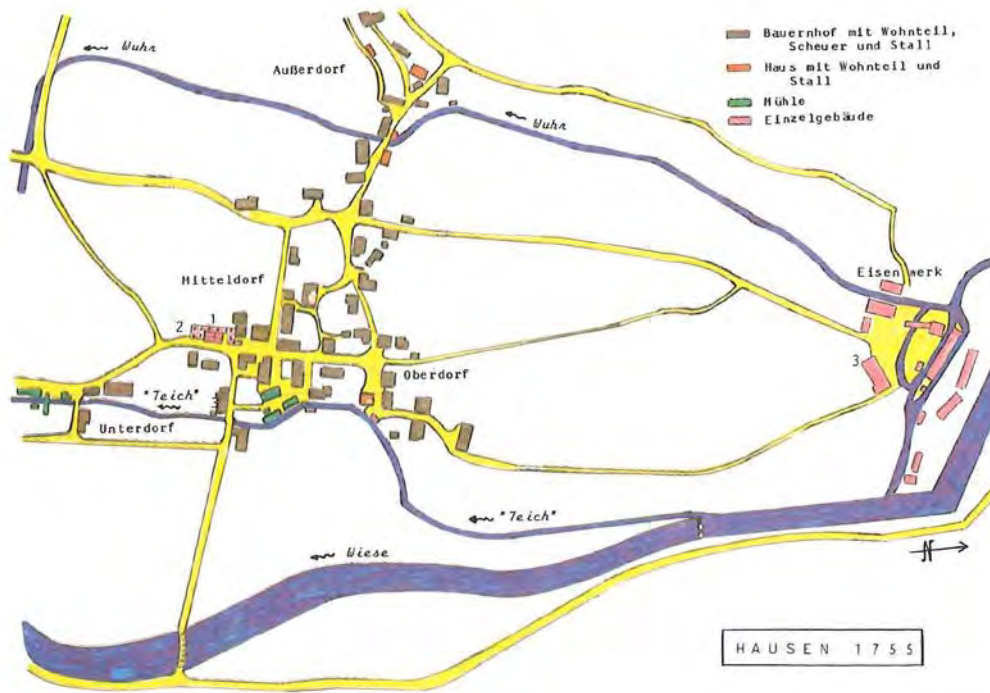 Bauernhof mit Wohnteil,
Scheuer und Stall
Haus mit Wohnteil und
Stall
Mühle
Einzelgebäude
Wuhr
Außerdorf
Wuhr
Eisenwerk
Mitteldorf
1
2
3
Oberdorf
"Teich"
Unterdorf
"Teich"
Wiese
N
HAUSEN 1755